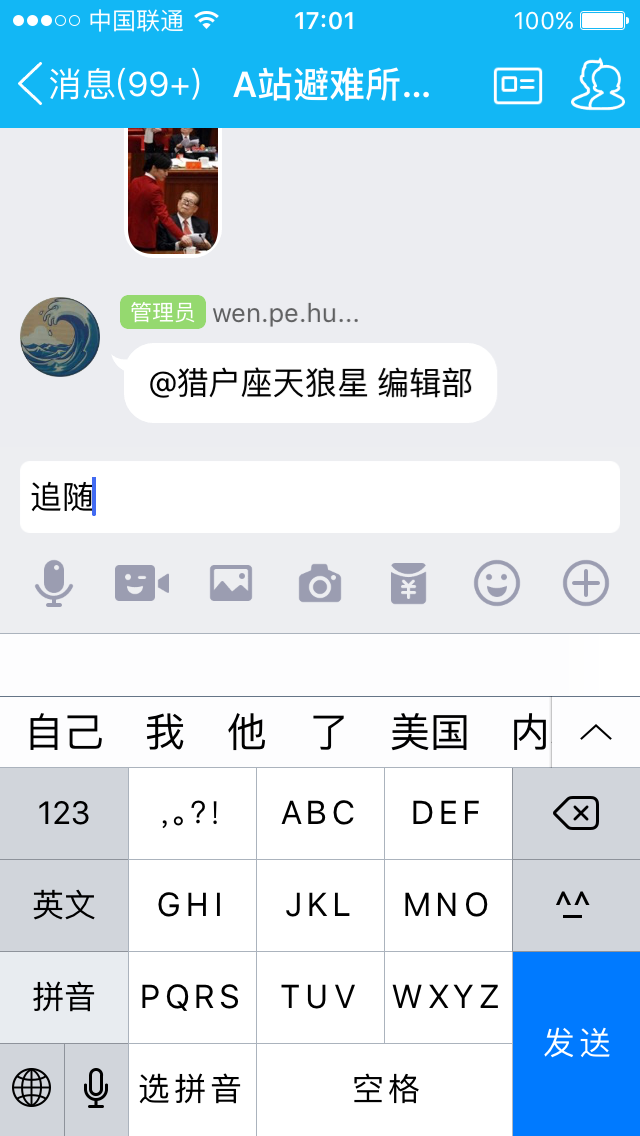 中国联通 17:01 100%
消息(99+) A站避难所...
管理员 wen.pe.hu...
@猎户座天狼星 编辑部
追随
自己 我 他 了 美国 内
123 ,。?! ABC DEF
英文 GHI JKL MNO ^^
拼音 PQRS TUV WXYZ
发送
选拼音 空格